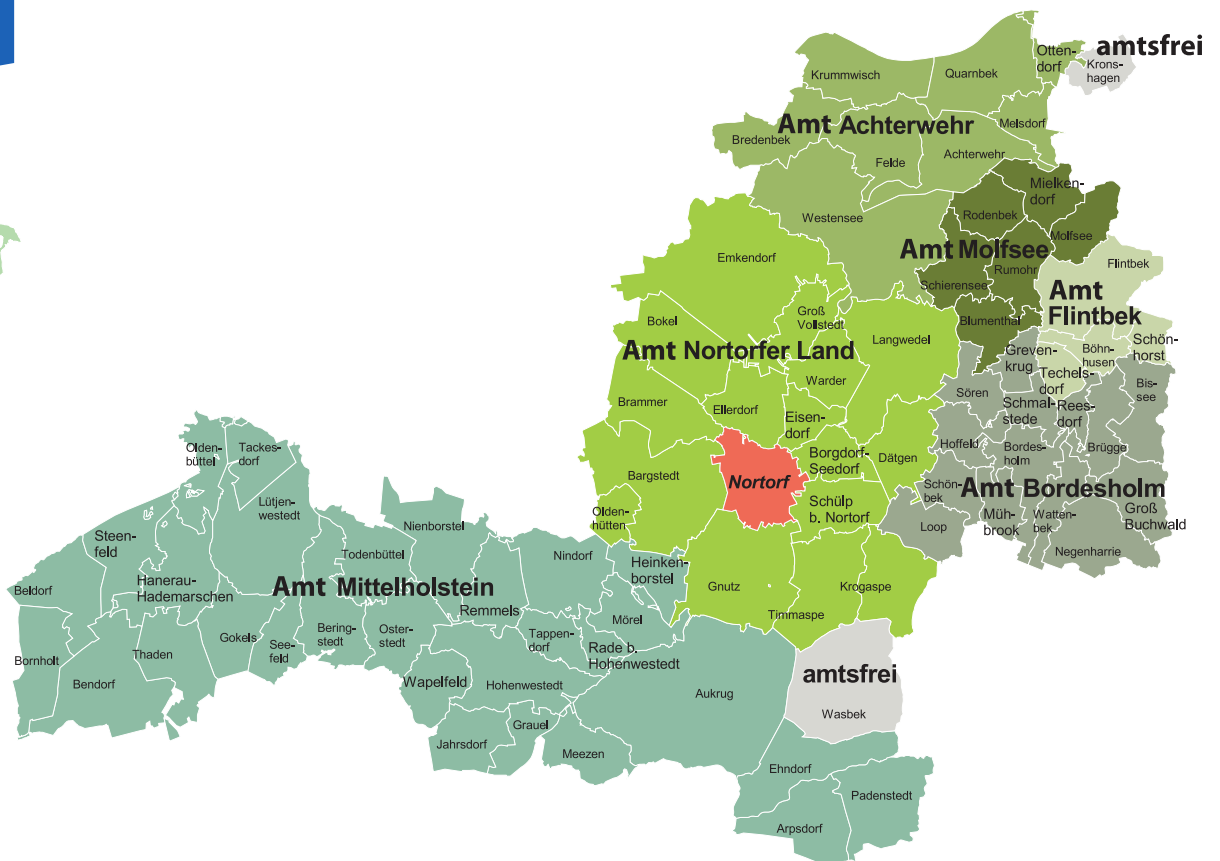 Otten-
dorf
amtsfrei
Krons-
hagen
Krummwisch
Quarnbek
Amt Achterwehr
Melsdorf
Bredenbek
Felde
Achterwehr
Westensee
Mielken-
dorf
Rodenbek
Molfsee
Amt Molfsee
Rumohr
Schierensee
Blumenthal
Flintbek
Amt
Flintbek
Böhn-
husen
Schön-
horst
Techels-
dorf
Emkendorf
Groß
Vollstedt
Bokel
Langwedel
Amt Nortorfer Land
Warder
Brammer
Ellerdorf
Eisen-
dorf
Nortorf
Borgdorf-
Seedorf
Dätgen
Bargstedt
Olden-
hütten
Schülp
b. Nortorf
Gnutz
Krogaspe
Timmaspe
Greven-
krug
Sören
Schmal-
stede
Rees-
dorf
Bis-
see
Hoffeld
Bordes-
holm
Brügge
Schön-
bek
Amt Bordesholm
Loop
Müh-
brook
Watten-
bek
Groß
Buchwald
Negenharrie
Olden-
büttel
Tackes-
dorf
Lütjen-
westedt
Nienborstel
Steen-
feld
Todenbüttel
Nindorf
Heinken-
borstel
Beldorf
Hanerau-
Hademarschen
Amt Mittelholstein
Remmels
Mörel
Bornholt
Thaden
Gokels
See-
feld
Bering-
stedt
Oster-
stedt
Tappen-
dorf
Rade b.
Hohenwestedt
Bendorf
Wapelfeld
Hohenwestedt
Aukrug
Jahrsdorf
Grauel
Meezen
amtsfrei
Wasbek
Ehndorf
Padenstedt
Arpsdorf